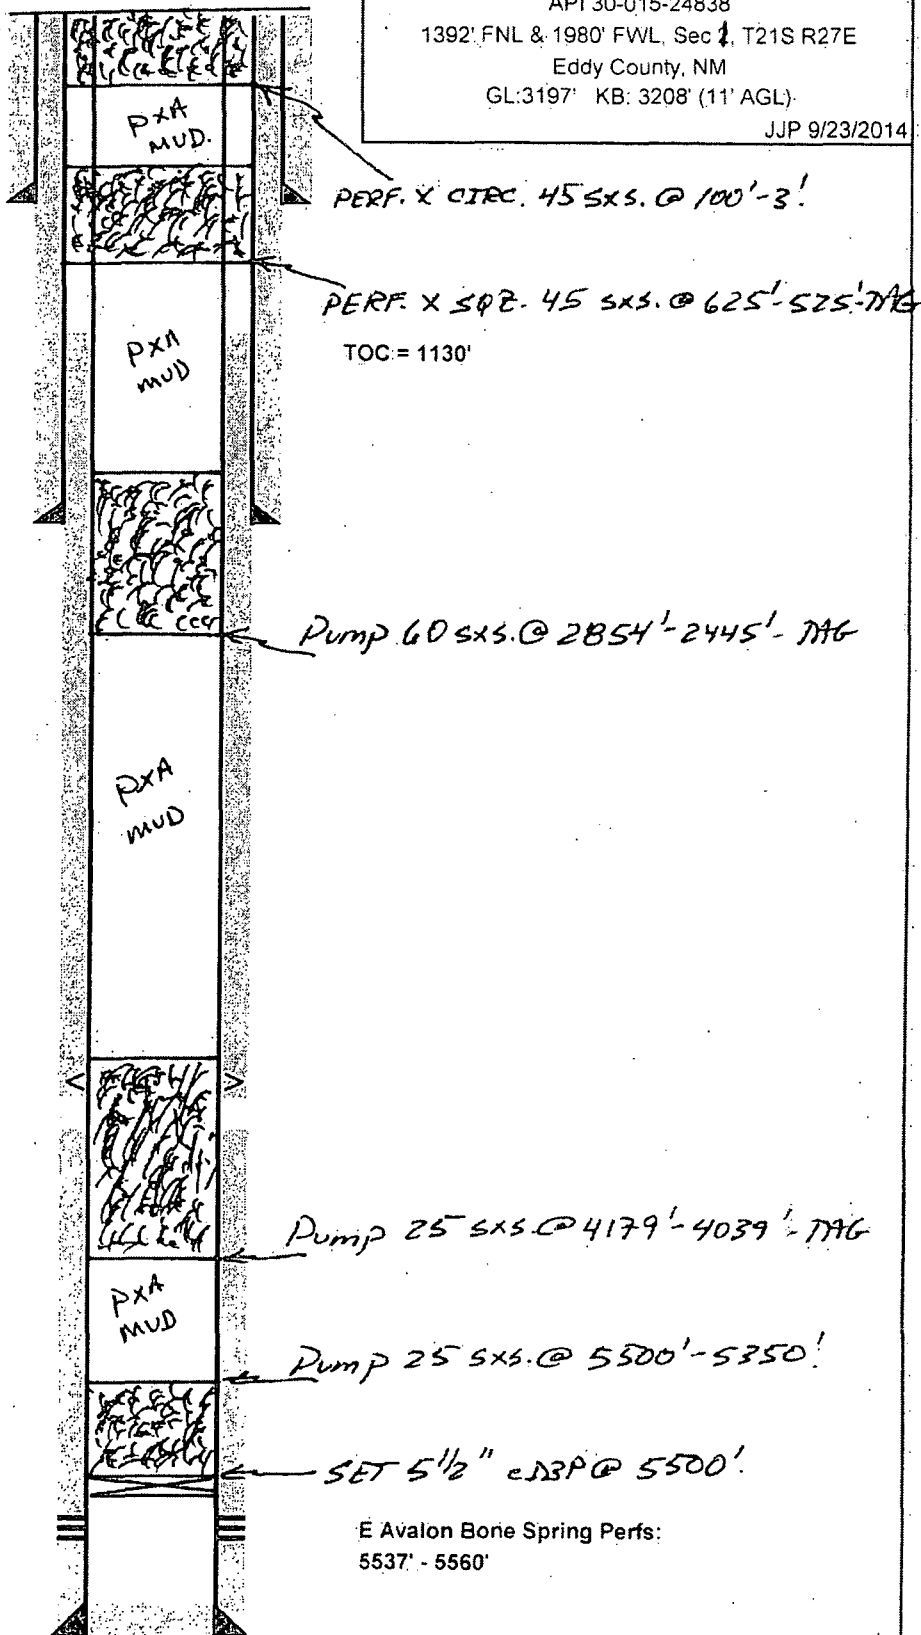 API 30-015-24838
1392' FNL & 1980' FWL, Sec 1, T21S R27E
Eddy County, NM
GL:3197' KB: 3208' (11' AGL)
JJP 9/23/2014
PXA
MUD.
PERF. X CIRC. 45 SXS. @ 100'-3'.
PERF. X SQZ. 45 SXS. @ 625'-525'-TAG
TOC = 1130'
PXA
MUD
Pump 60 SXS. @ 2854'-2445'- TAG
PXA
MUD
Pump 25 SXS. @ 4179'-4039'- TAG
PXA
MUD
Pump 25 SXS. @ 5500'-5350'.
SET 5 1/2" CIBP @ 5500'.
E Avalon Bone Spring Perfs:
5537' - 5560'